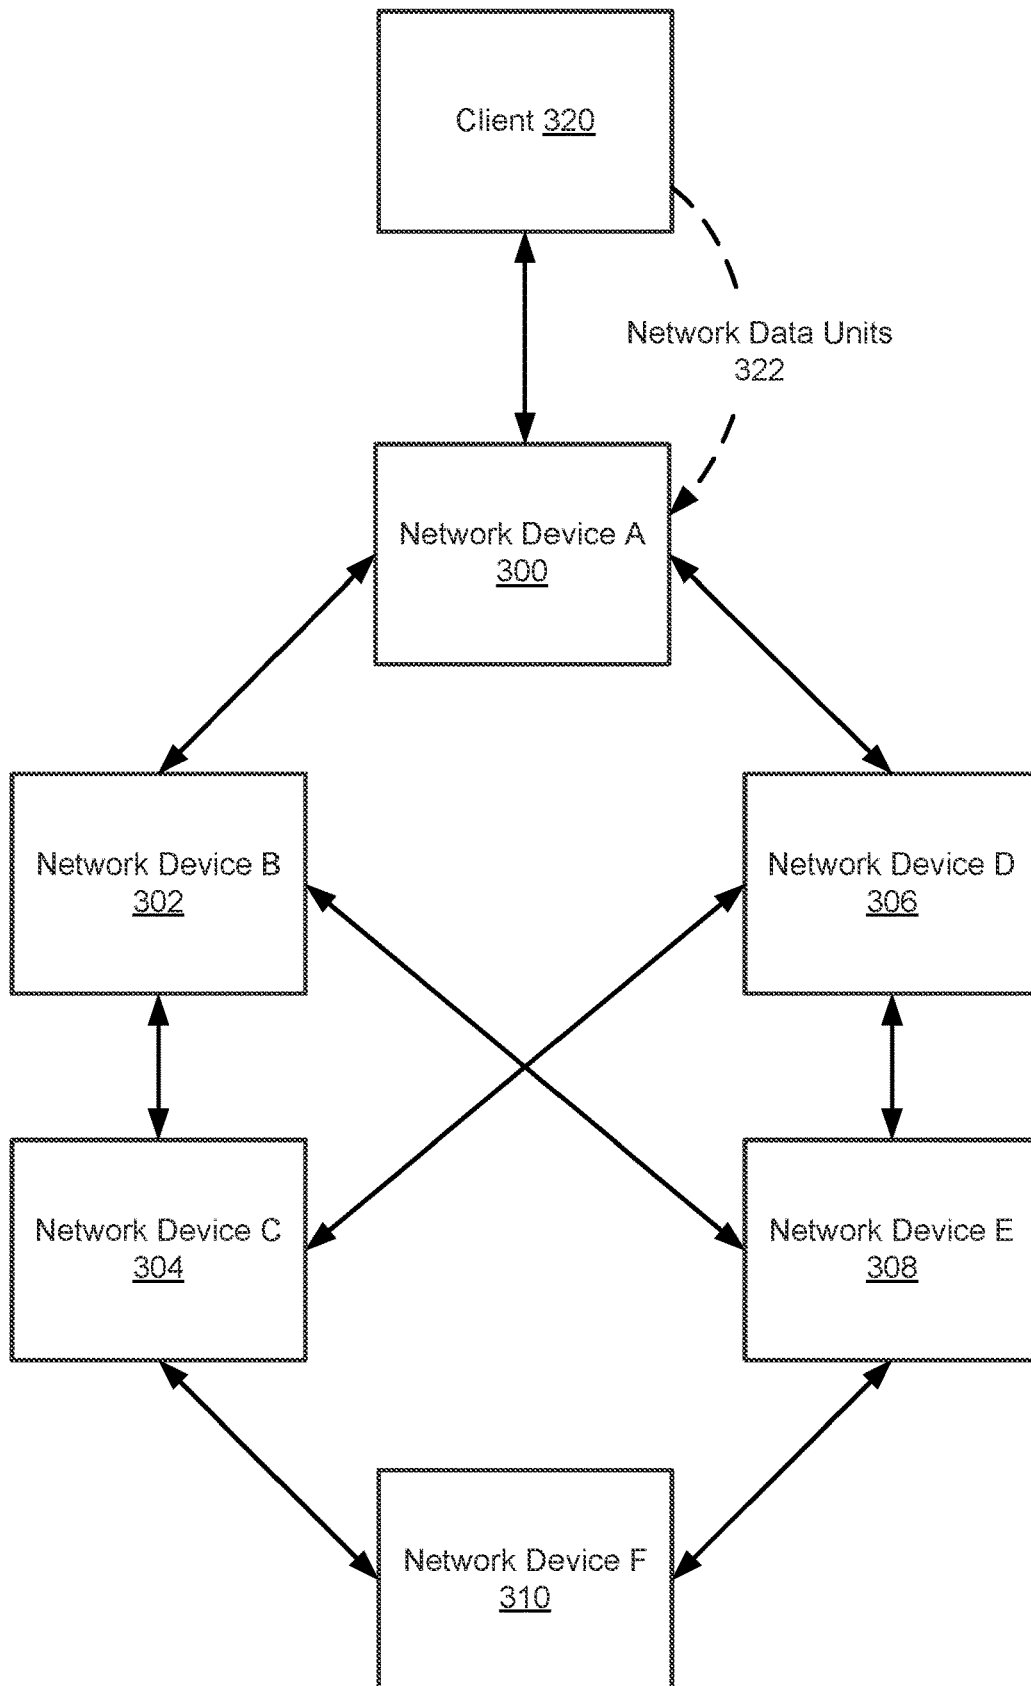 Client 320
Network Data Units
322
Network Device A
300
Network Device B
302
Network Device D
306
Network Device C
304
Network Device E
308
Network Device F
310